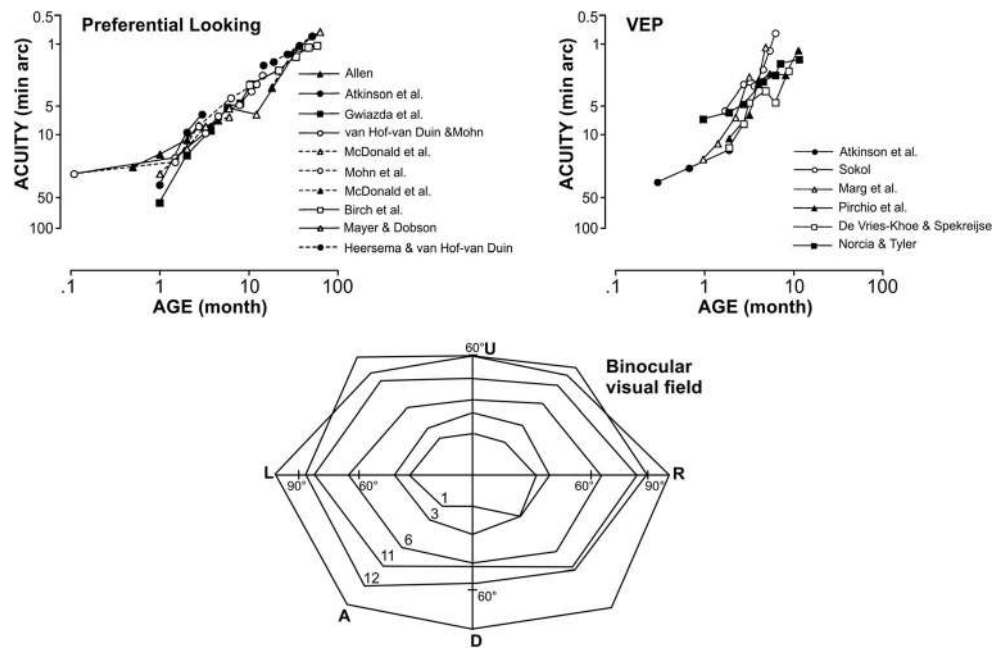 Preferential Looking
ACUITY (min arc)
0.5
1
5
10
50
100
Allen
Atkinson et al.
Gwiazda et al.
van Hof-van Duin &Mohn
McDonald et al.
Mohn et al.
McDonald et al.
Birch et al.
Mayer & Dobson
Heersema & van Hof-van Duin
.1
1
10
100
AGE (month)
VEP
ACUITY (min arc)
0.5
1
5
10
50
100
Atkinson et al.
Sokol
Marg et al.
Pirchio et al.
De Vries-Khoe & Spekreijse
Norcia & Tyler
.1
1
10
100
AGE (month)
60° U
Binocular
visual field
L
90°
60°
60°
90°
R
1
3
6
11
12
60°
A
D